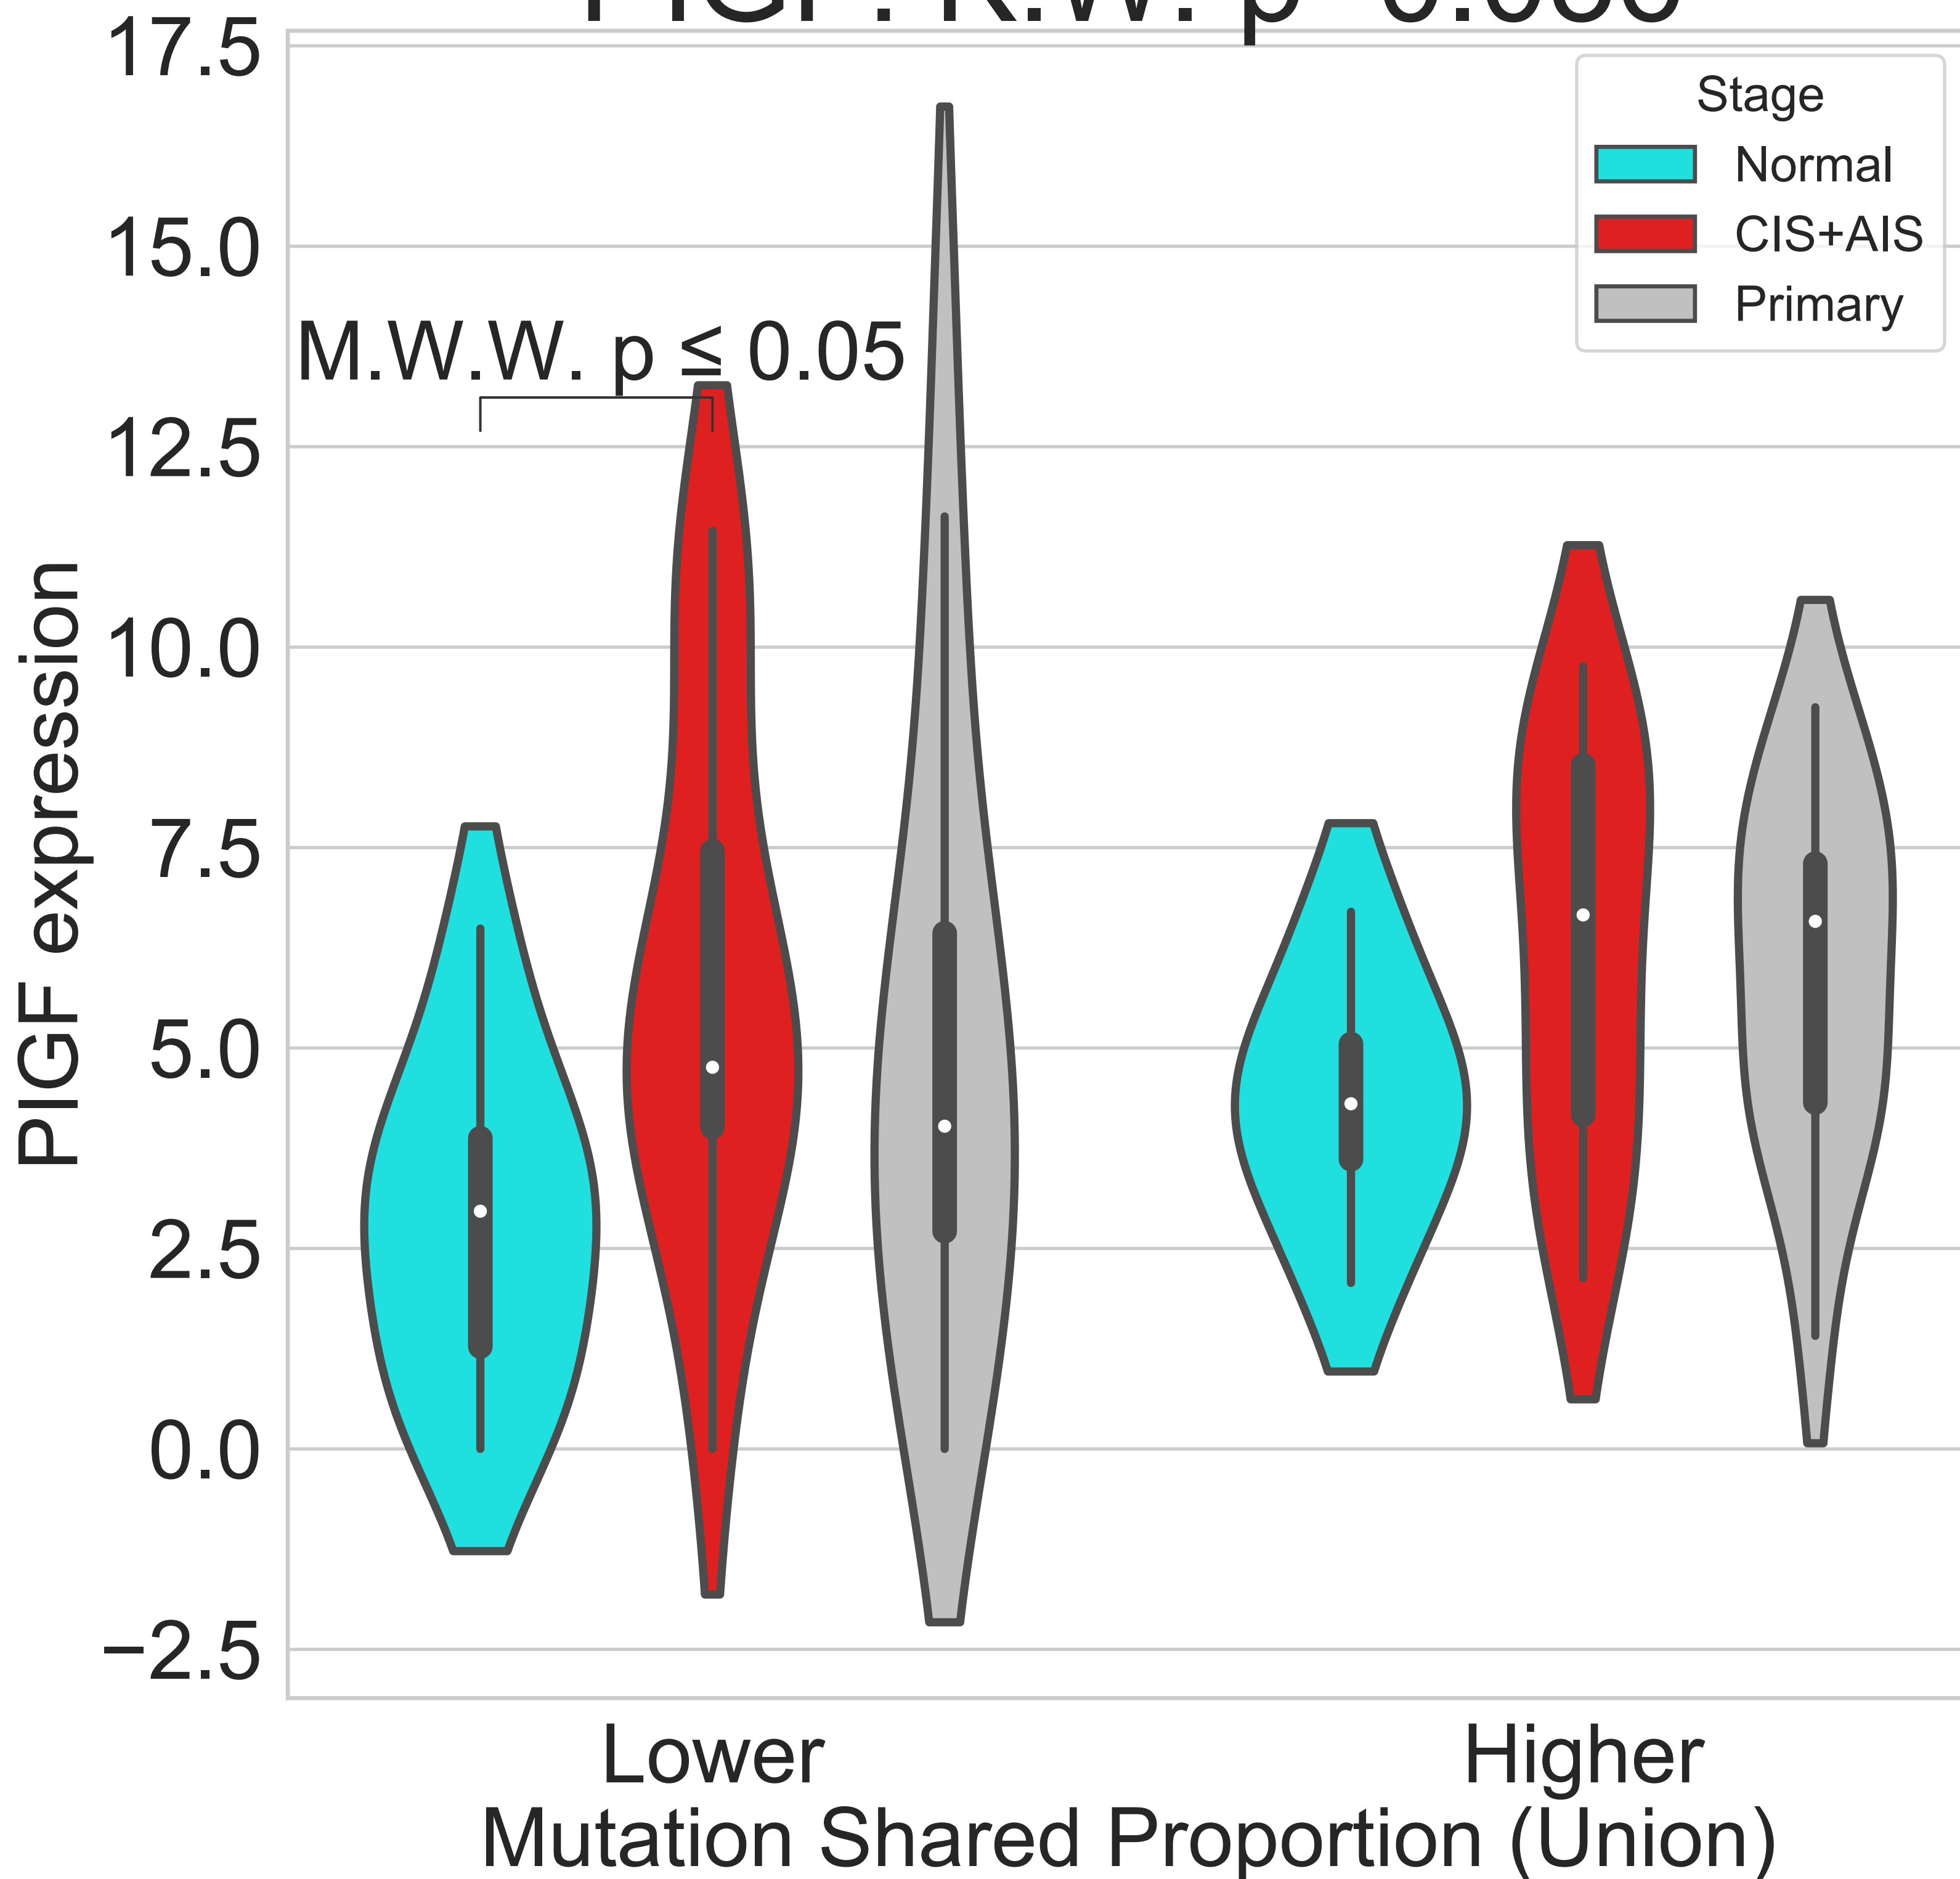 17.5
15.0
12.5
10.0
7.5
5.0
2.5
0.0
−2.5
PIGF expression
M.W.W. p ≤ 0.05
Stage
Normal
CIS+AIS
Primary
Lower
Higher
Mutation Shared Proportion (Union)